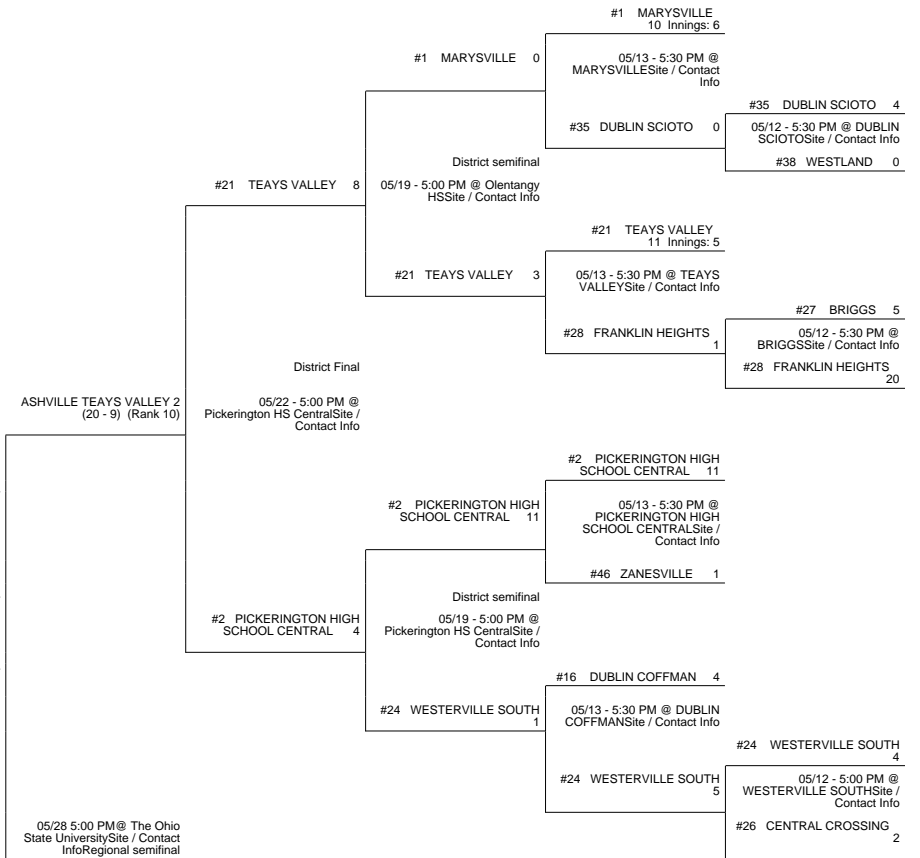 #1 MARYSVILLE
10 Innings: 6
#1 MARYSVILLE 0
05/13 - 5:30 PM @
MARYSVILLESite / Contact
Info
#35 DUBLIN SCIOTO 4
#35 DUBLIN SCIOTO 0
05/12 - 5:30 PM @ DUBLIN
SCIOTOSite / Contact Info
#38 WESTLAND 0
District semifinal
#21 TEAYS VALLEY 8
05/19 - 5:00 PM @ Olentangy
HSSite / Contact Info
#21 TEAYS VALLEY
11 Innings: 5
#21 TEAYS VALLEY 3
05/13 - 5:30 PM @ TEAYS
VALLEYSite / Contact Info
#27 BRIGGS 5
#28 FRANKLIN HEIGHTS
1
05/12 - 5:30 PM @
BRIGGSSite / Contact Info
#28 FRANKLIN HEIGHTS
20
District Final
ASHVILLE TEAYS VALLEY 2
(20 - 9) (Rank 10)
05/22 - 5:00 PM @
Pickerington HS CentralSite /
Contact Info
#2 PICKERINGTON HIGH
SCHOOL CENTRAL 11
#2 PICKERINGTON HIGH
SCHOOL CENTRAL 11
05/13 - 5:30 PM @
PICKERINGTON HIGH
SCHOOL CENTRALSite /
Contact Info
#46 ZANESVILLE 1
District semifinal
#2 PICKERINGTON HIGH
SCHOOL CENTRAL 4
05/19 - 5:00 PM @
Pickerington HS CentralSite /
Contact Info
#16 DUBLIN COFFMAN 4
#24 WESTERVILLE SOUTH
1
05/13 - 5:30 PM @ DUBLIN
COFFMANSite / Contact Info
#24 WESTERVILLE SOUTH
4
#24 WESTERVILLE SOUTH
5
05/12 - 5:00 PM @
WESTERVILLE SOUTHSite /
Contact Info
#26 CENTRAL CROSSING
2
05/28 5:00 PM@ The Ohio
State UniversitySite / Contact
InfoRegional semifinal